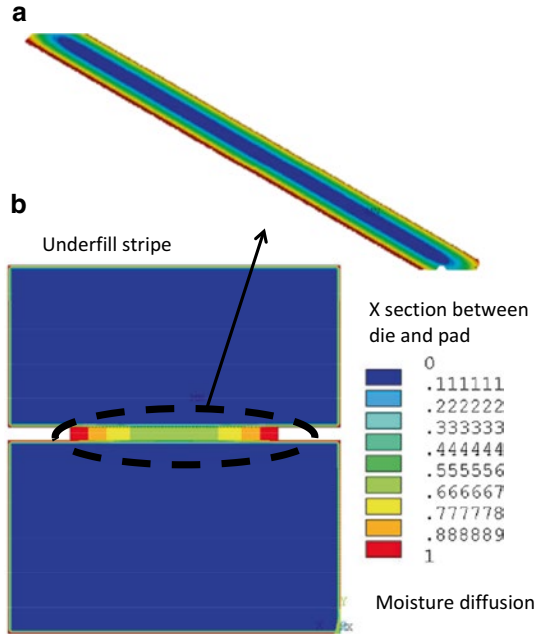 a
b
Underfill stripe
X section between
die and pad
0
.111111
.222222
.333333
.444444
.555556
.666667
.777778
.888889
1
Moisture diffusion